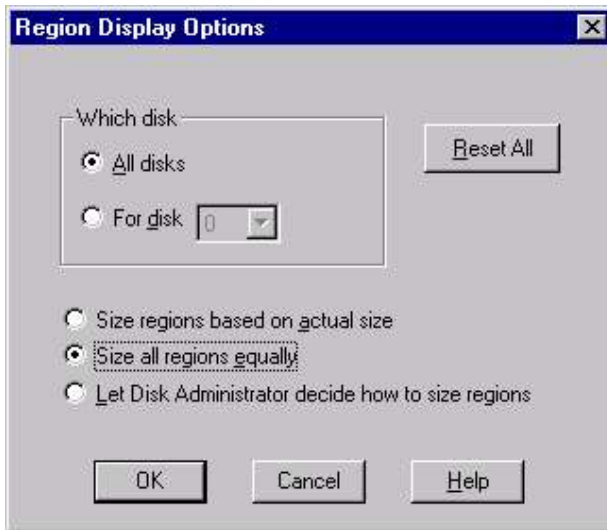 Region Display Options
Which disk
All disks
Reset All
For disk 0
Size regions based on actual size
Size all regions equally
Let Disk Administrator decide how to size regions
OK Cancel Help